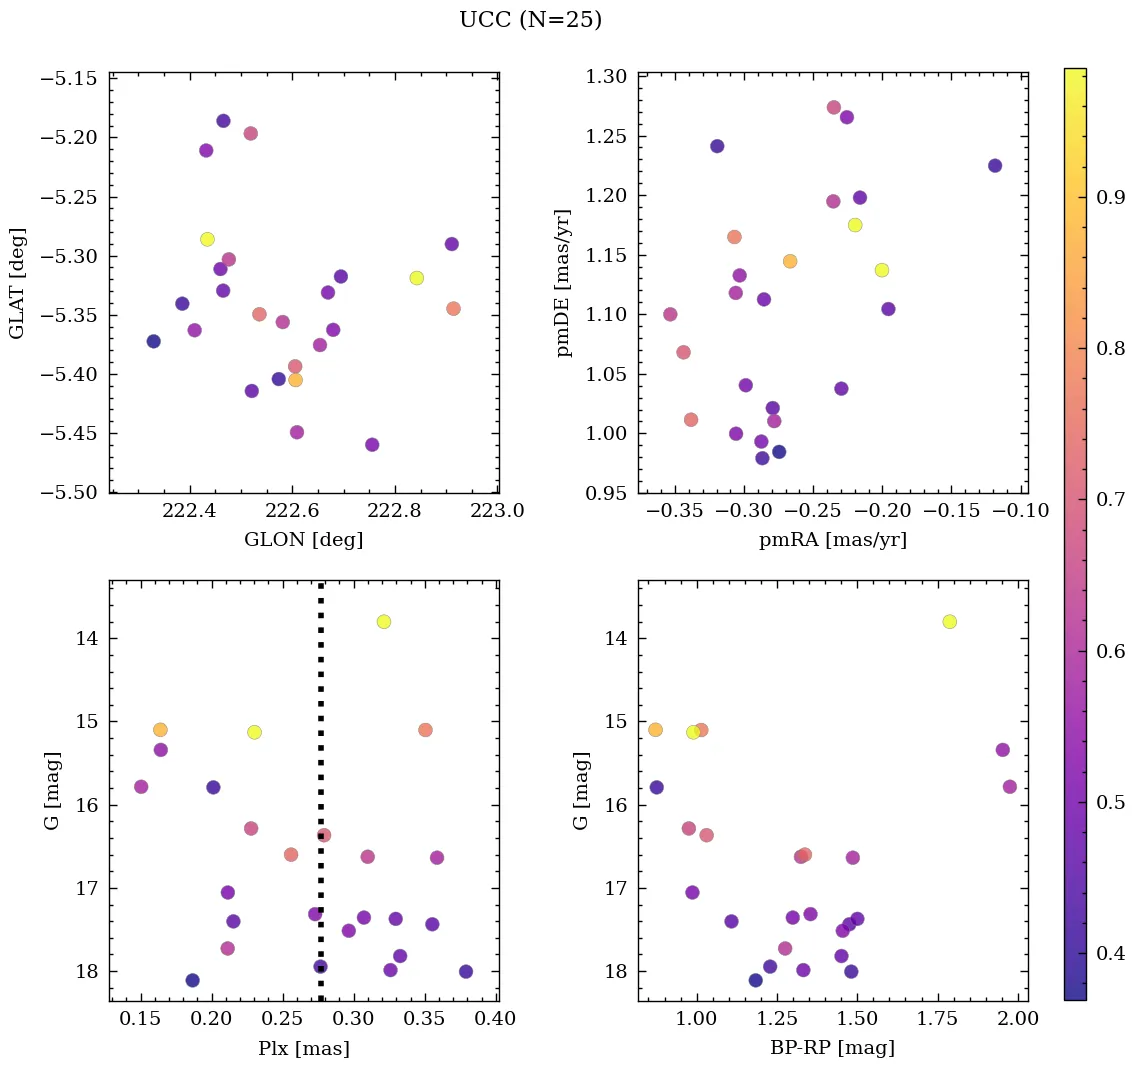 UCC (N=25)
−5.15
−5.20
−5.25
−5.30
−5.35
−5.40
−5.45
−5.50
GLAT [deg]
222.4 222.6 222.8 223.0
GLON [deg]
1.30
1.25
1.20
1.15
1.10
1.05
1.00
0.95
pmDE [mas/yr]
−0.35 −0.30 −0.25 −0.20 −0.15 −0.10
pmRA [mas/yr]
14
15
16
17
18
G [mag]
0.15 0.20 0.25 0.30 0.35 0.40
Plx [mas]
14
15
16
17
18
G [mag]
1.00 1.25 1.50 1.75 2.00
BP-RP [mag]
0.9
0.8
0.7
0.6
0.5
0.4